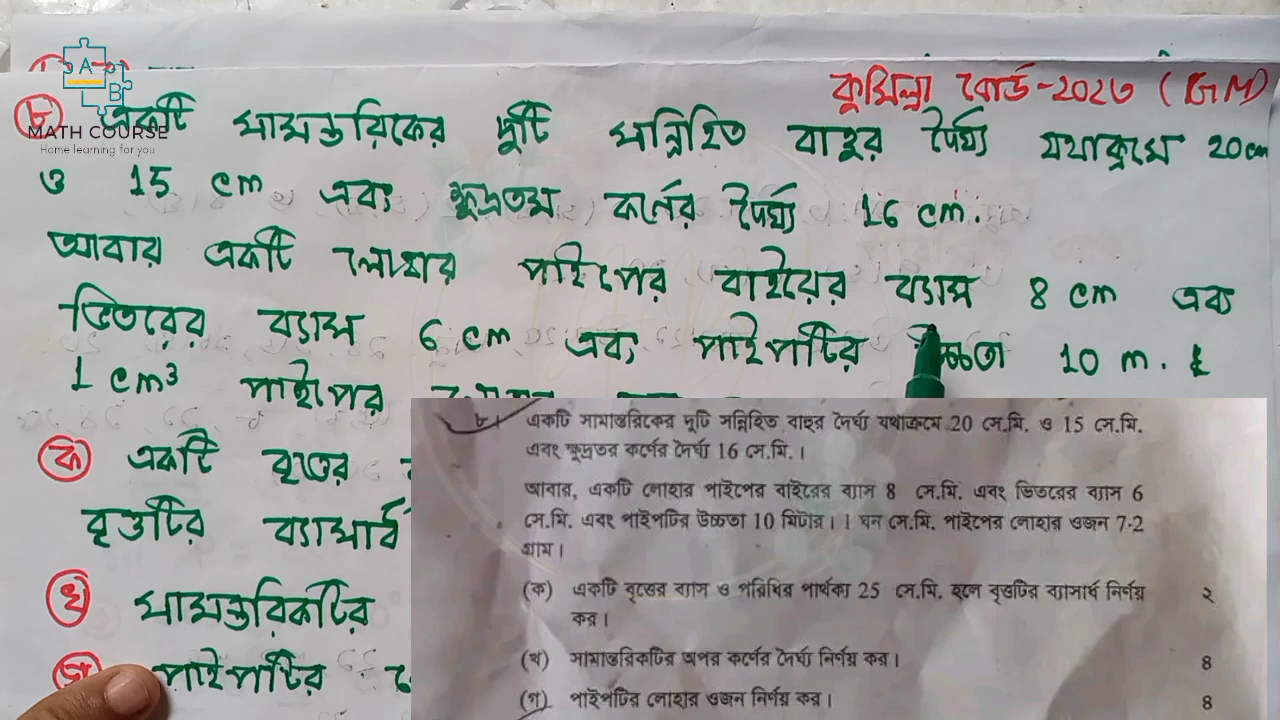 কুমিল্লা বোর্ড-২০২৩ (GM)
MATH COURSE
Home learning for you
৮ একটি সামন্তরিকের দুটি সন্নিহিত বাহুর দৈর্ঘ্য যথাক্রমে 20cm
ও 15 cm এবং ক্ষুদ্রতম কর্ণের দৈর্ঘ্য 16 cm.
আবার একটি লোহার পাইপের বাইরের ব্যাস 8 cm এবং
ভিতরের ব্যাস 6 cm এবং পাইপটির উচ্চতা 10 m.
1 cm³ পাইপের
ক একটি বৃত্তের
বৃত্তটির ব্যাসার্ধ
খ সামন্তরিকটির
গ পাইপটির
৮। একটি সামান্তরিকের দুটি সন্নিহিত বাহুর দৈর্ঘ্য যথাক্রমে 20 সে.মি. ও 15 সে.মি.
এবং ক্ষুদ্রতর কর্ণের দৈর্ঘ্য 16 সে.মি.।
আবার, একটি লোহার পাইপের বাইরের ব্যাস 8 সে.মি. এবং ভিতরের ব্যাস 6
সে.মি. এবং পাইপটির উচ্চতা 10 মিটার। 1 ঘন সে.মি. পাইপের লোহার ওজন 7·2
গ্রাম।
(ক) একটি বৃত্তের ব্যাস ও পরিধির পার্থক্য 25 সে.মি. হলে বৃত্তটির ব্যাসার্ধ নির্ণয় ২
কর।
(খ) সামান্তরিকটির অপর কর্ণের দৈর্ঘ্য নির্ণয় কর। 8
(গ) পাইপটির লোহার ওজন নির্ণয় কর। 8